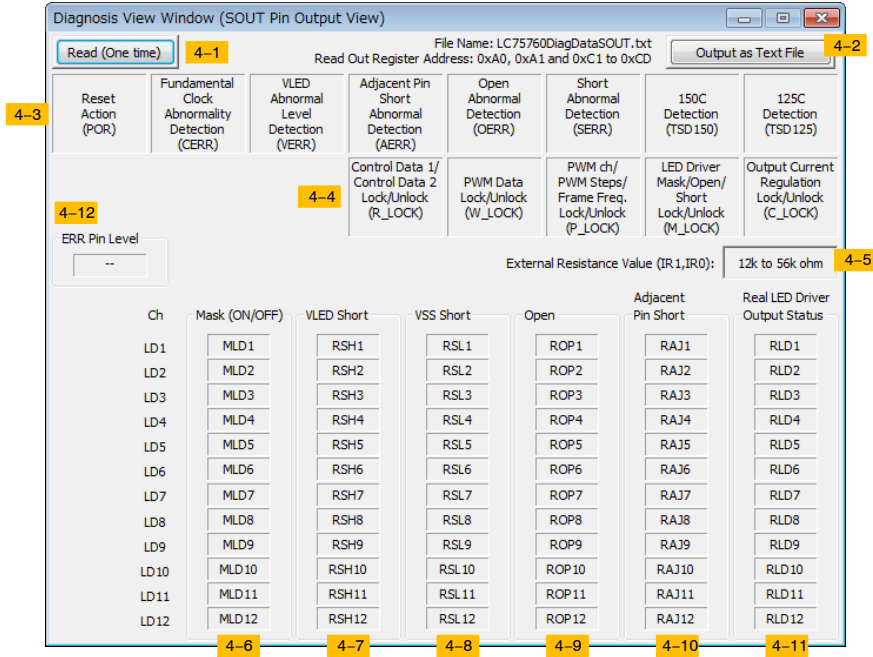 Diagnosis View Window (SOUT Pin Output View)
Read (One time)
4–1
File Name: LC75760DiagDataSOUT.txt
Read Out Register Address: 0xA0, 0xA1 and 0xC1 to 0xCD
Output as Text File
4–2
4–3
Reset
Action
(POR)
Fundamental
Clock
Abnormality
Detection
(CERR)
VLED
Abnormal
Level
Detection
(VERR)
Adjacent Pin
Short
Abnormal
Detection
(AERR)
Open
Abnormal
Detection
(OERR)
Short
Abnormal
Detection
(SERR)
150C
Detection
(TSD150)
125C
Detection
(TSD125)
4–4
Control Data 1/
Control Data 2
Lock/Unlock
(R_LOCK)
PWM Data
Lock/Unlock
(W_LOCK)
PWM ch/
PWM Steps/
Frame Freq.
Lock/Unlock
(P_LOCK)
LED Driver
Mask/Open/
Short
Lock/Unlock
(M_LOCK)
Output Current
Regulation
Lock/Unlock
(C_LOCK)
4–12
ERR Pin Level
--
External Resistance Value (IR1,IR0):
12k to 56k ohm
4–5
Ch
Mask (ON/OFF)
VLED Short
VSS Short
Open
Adjacent
Pin Short
Real LED Driver
Output Status
LD1 MLD1 RSH1 RSL1 ROP1 RAJ1 RLD1
LD2 MLD2 RSH2 RSL2 ROP2 RAJ2 RLD2
LD3 MLD3 RSH3 RSL3 ROP3 RAJ3 RLD3
LD4 MLD4 RSH4 RSL4 ROP4 RAJ4 RLD4
LD5 MLD5 RSH5 RSL5 ROP5 RAJ5 RLD5
LD6 MLD6 RSH6 RSL6 ROP6 RAJ6 RLD6
LD7 MLD7 RSH7 RSL7 ROP7 RAJ7 RLD7
LD8 MLD8 RSH8 RSL8 ROP8 RAJ8 RLD8
LD9 MLD9 RSH9 RSL9 ROP9 RAJ9 RLD9
LD10 MLD10 RSH10 RSL10 ROP10 RAJ10 RLD10
LD11 MLD11 RSH11 RSL11 ROP11 RAJ11 RLD11
LD12 MLD12 RSH12 RSL12 ROP12 RAJ12 RLD12
4–6 4–7 4–8 4–9 4–10 4–11